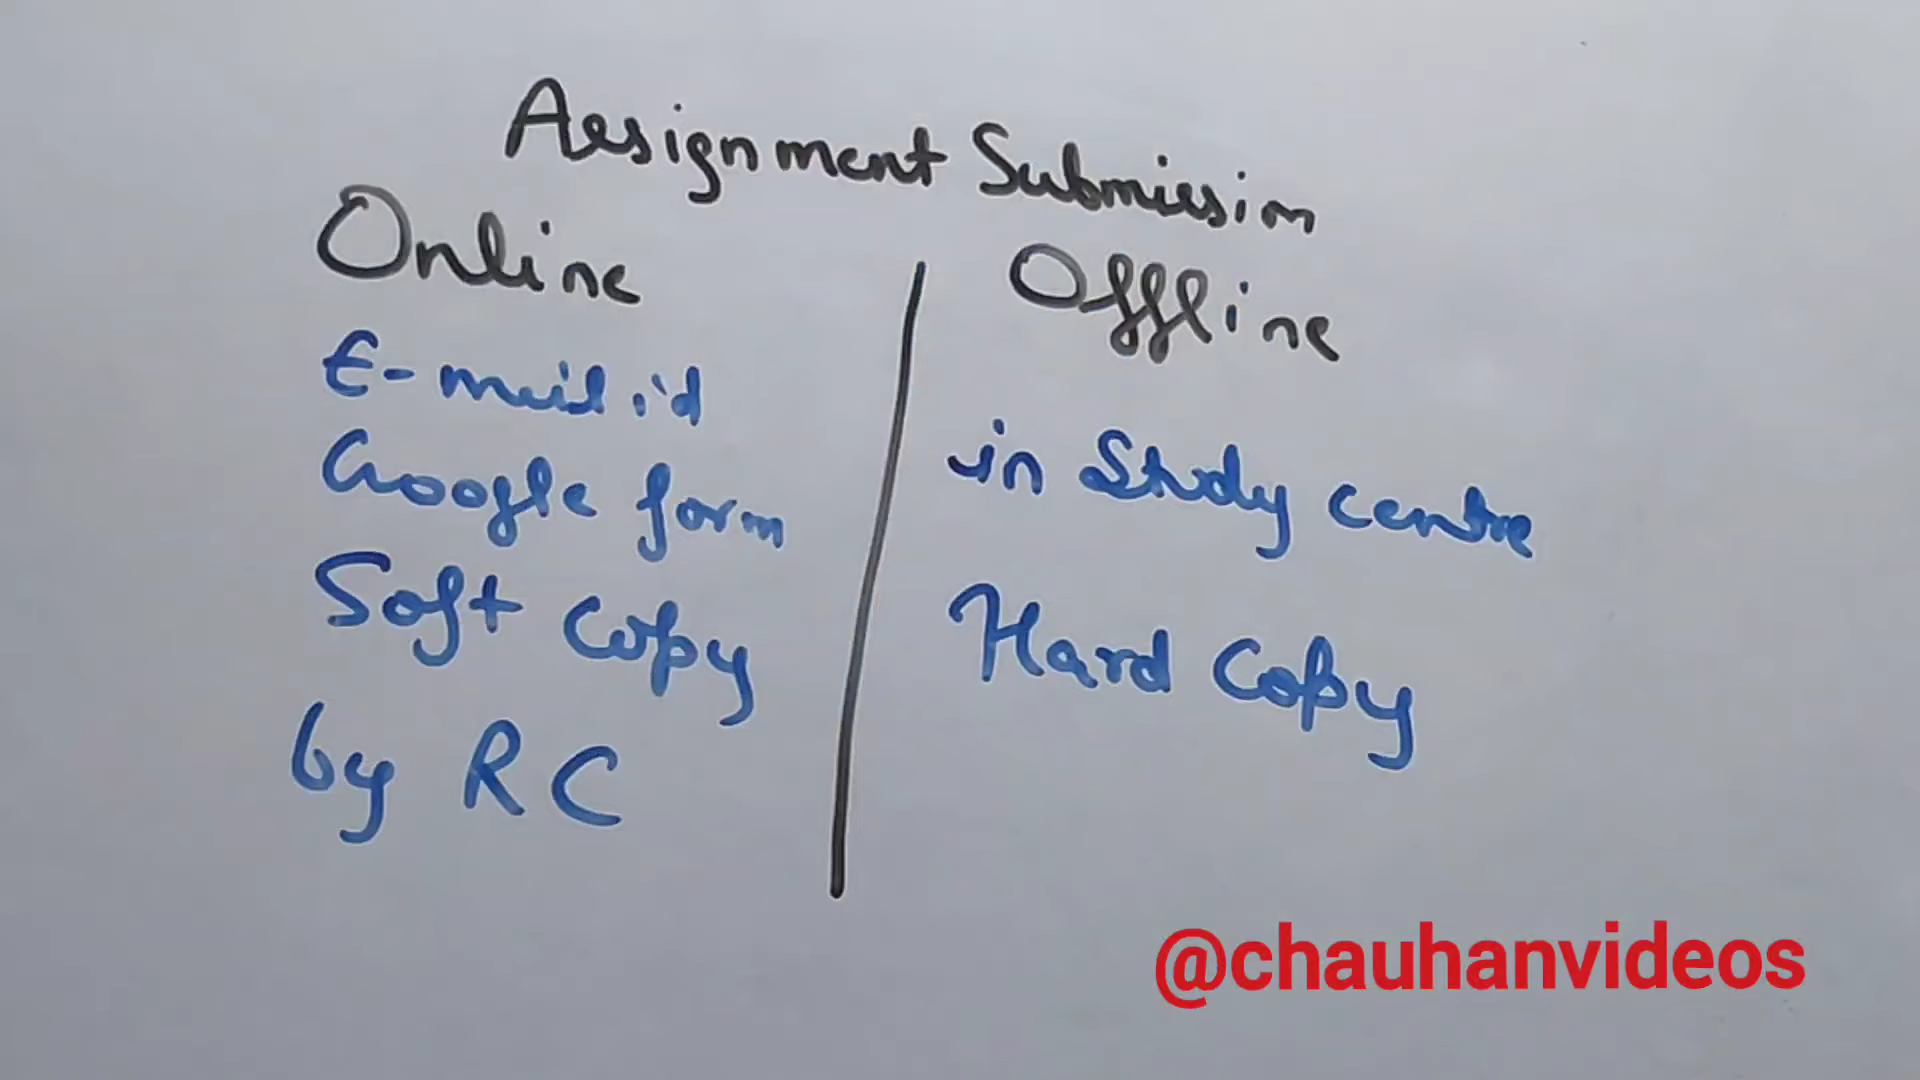 Assignment Submission
Online
E-mail id
Google form
Soft copy
by RC
Offline
in Study centre
Hard Copy
@chauhanvideos